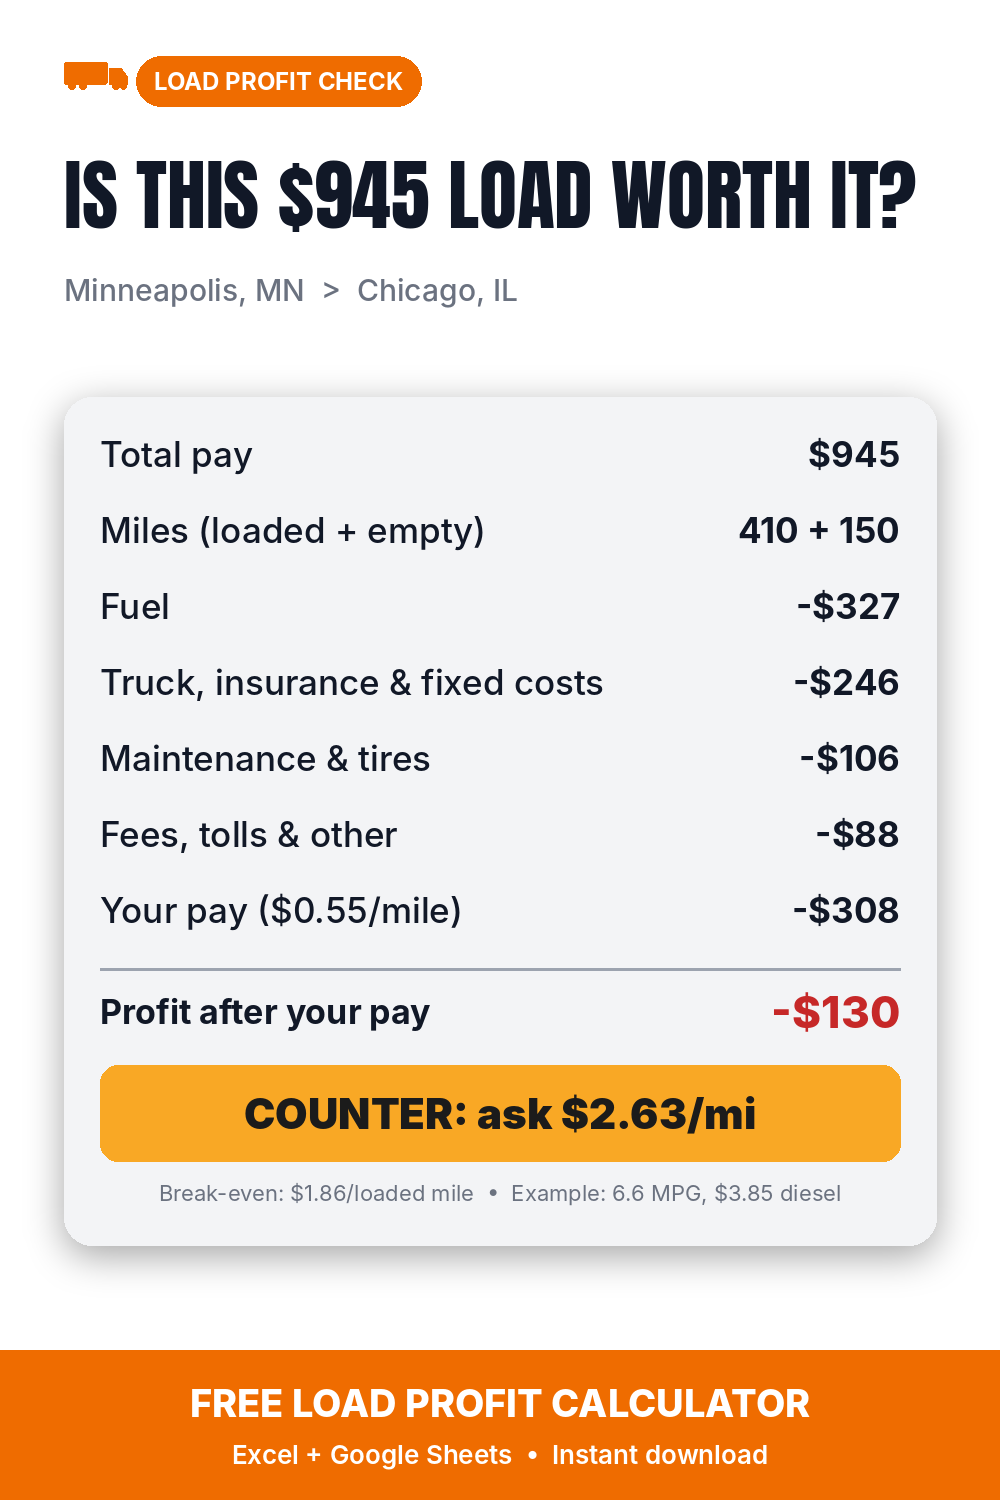 LOAD PROFIT CHECK
IS THIS $945 LOAD WORTH IT?
Minneapolis, MN > Chicago, IL
Total pay $945
Miles (loaded + empty) 410 + 150
Fuel -$327
Truck, insurance & fixed costs -$246
Maintenance & tires -$106
Fees, tolls & other -$88
Your pay ($0.55/mile) -$308
Profit after your pay -$130
COUNTER: ask $2.63/mi
Break-even: $1.86/loaded mile • Example: 6.6 MPG, $3.85 diesel
FREE LOAD PROFIT CALCULATOR
Excel + Google Sheets • Instant download